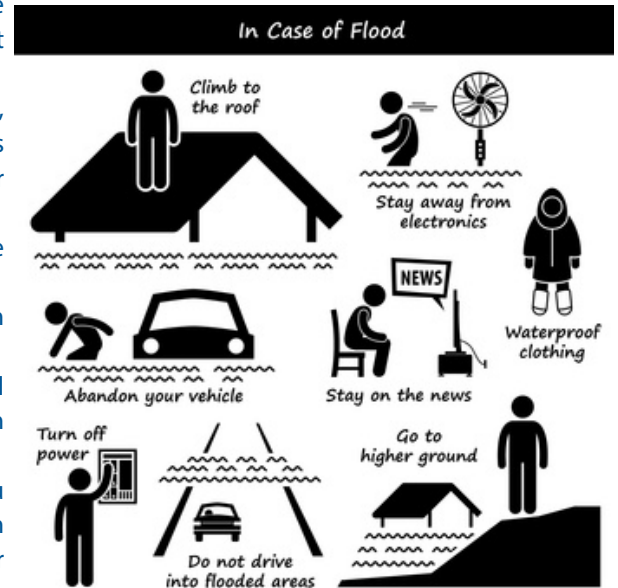 In Case of Flood
Climb to
the roof
Stay away from
electronics
NEWS
Waterproof
clothing
Abandon your vehicle
Stay on the news
Turn off
power
Go to
higher ground
Do not drive
into flooded areas